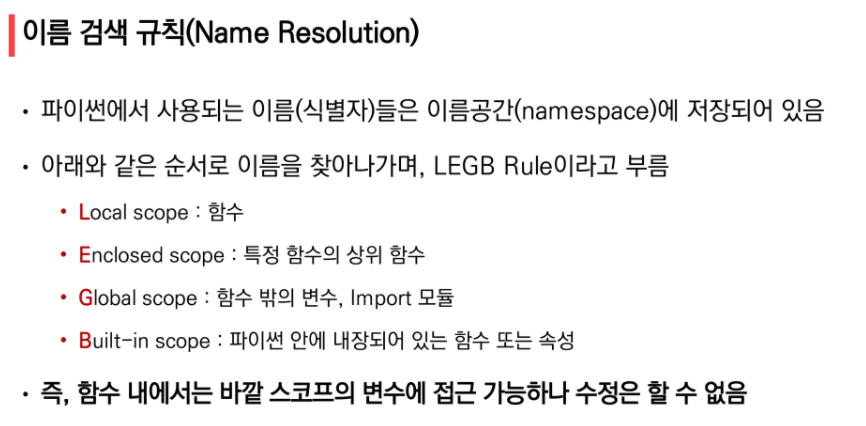 이름 검색 규칙(Name Resolution)
• 파이썬에서 사용되는 이름(식별자)들은 이름공간(namespace)에 저장되어 있음
• 아래와 같은 순서로 이름을 찾아나가며, LEGB Rule이라고 부름
• Local scope : 함수
• Enclosed scope : 특정 함수의 상위 함수
• Global scope : 함수 밖의 변수, Import 모듈
• Built-in scope : 파이썬 안에 내장되어 있는 함수 또는 속성
• 즉, 함수 내에서는 바깥 스코프의 변수에 접근 가능하나 수정은 할 수 없음